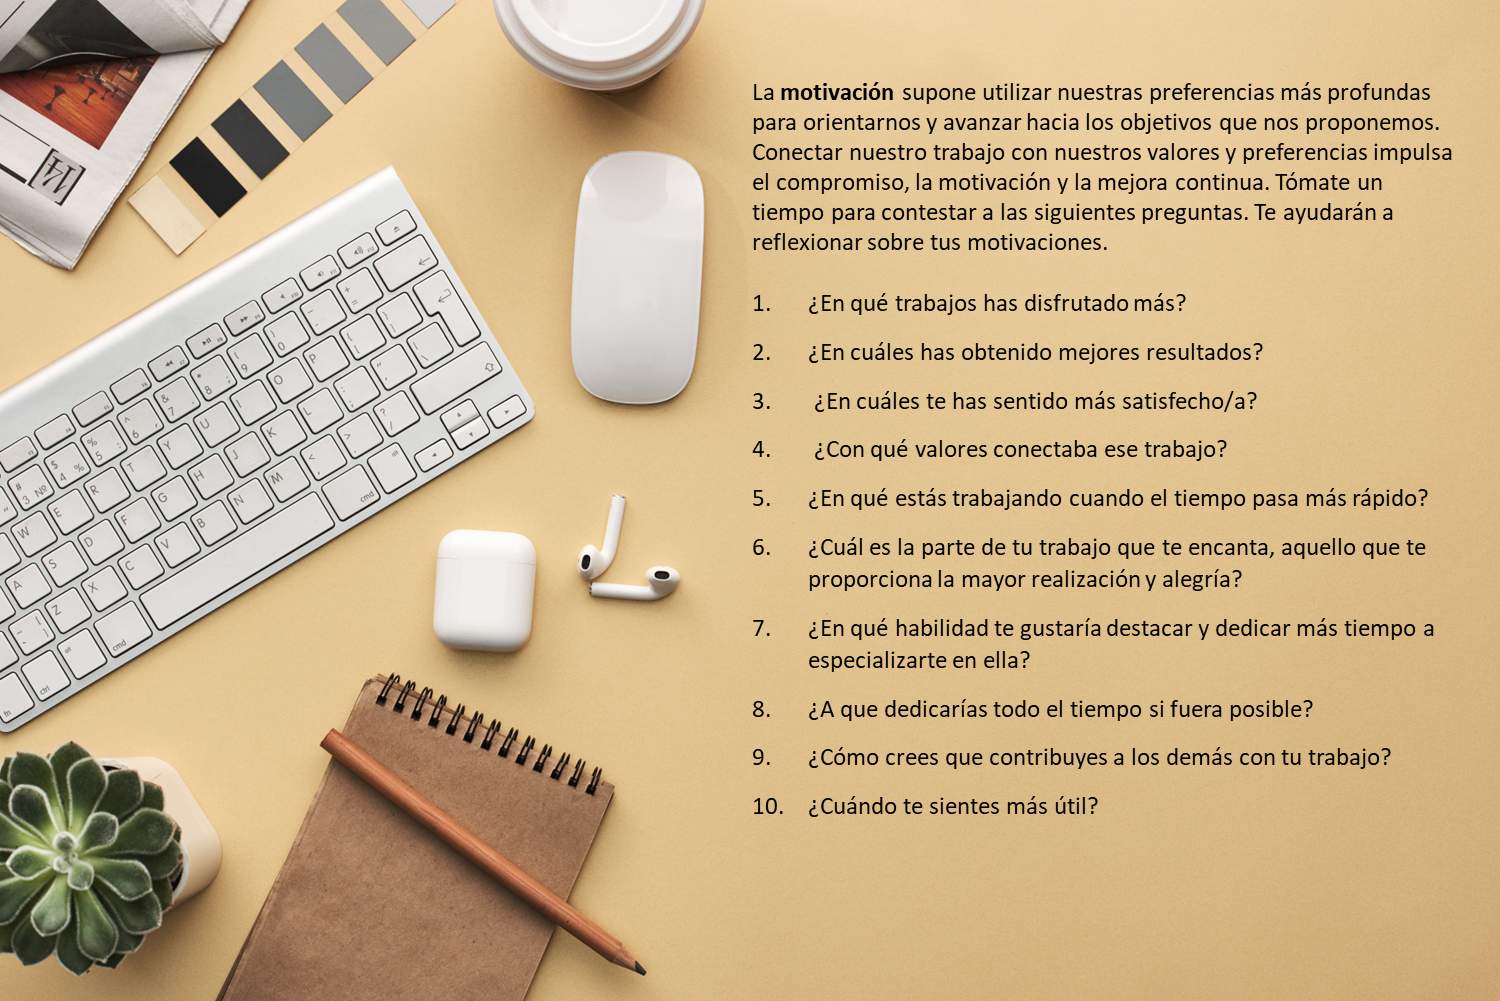 La motivación supone utilizar nuestras preferencias más profundas
para orientarnos y avanzar hacia los objetivos que nos proponemos.
Conectar nuestro trabajo con nuestros valores y preferencias impulsa
el compromiso, la motivación y la mejora continua. Tómate un
tiempo para contestar a las siguientes preguntas. Te ayudarán a
reflexionar sobre tus motivaciones.
1. ¿En qué trabajos has disfrutado más?
2. ¿En cuáles has obtenido mejores resultados?
3. ¿En cuáles te has sentido más satisfecho/a?
4. ¿Con qué valores conectaba ese trabajo?
5. ¿En qué estás trabajando cuando el tiempo pasa más rápido?
6. ¿Cuál es la parte de tu trabajo que te encanta, aquello que te
proporciona la mayor realización y alegría?
7. ¿En qué habilidad te gustaría destacar y dedicar más tiempo a
especializarte en ella?
8. ¿A que dedicarías todo el tiempo si fuera posible?
9. ¿Cómo crees que contribuyes a los demás con tu trabajo?
10. ¿Cuándo te sientes más útil?